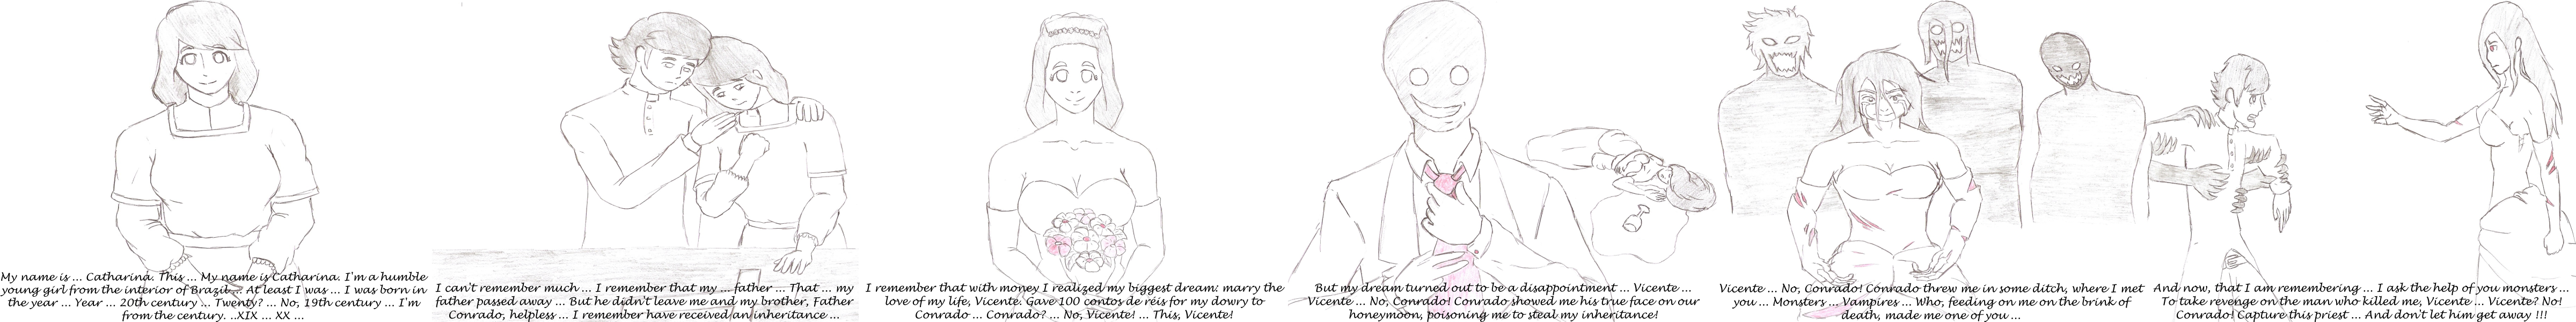 My name is ... Catharina. This ... My name is Catharina. I'm a humble
young girl from the interior of Brazil ... At least I was ... I was born in
the year ... Year ... 20th century ... Twenty? ... No, 19th century ... I'm
from the century. ..XIX ... XX ...
I can't remember much ... I remember that my ... father ... That ... my
father passed away ... But he didn't leave me and my brother, Father
Conrado, helpless ... I remember have received an inheritance ...
I remember that with money I realized my biggest dream: marry the
love of my life, Vicente. Gave 100 contos de réis for my dowry to
Conrado ... Conrado? ... No, Vicente! ... This, Vicente!
But my dream turned out to be a disappointment ... Vicente ...
Vicente ... No, Conrado! Conrado showed me his true face on our
honeymoon, poisoning me to steal my inheritance!
Vicente ... No, Conrado! Conrado threw me in some ditch, where I met
you ... Monsters ... Vampires ... Who, feeding on me on the brink of
death, made me one of you ...
And now, that I am remembering ... I ask the help of you monsters ...
To take revenge on the man who killed me, Vicente ... Vicente? No!
Conrado! Capture this priest ... And don't let him get away !!!